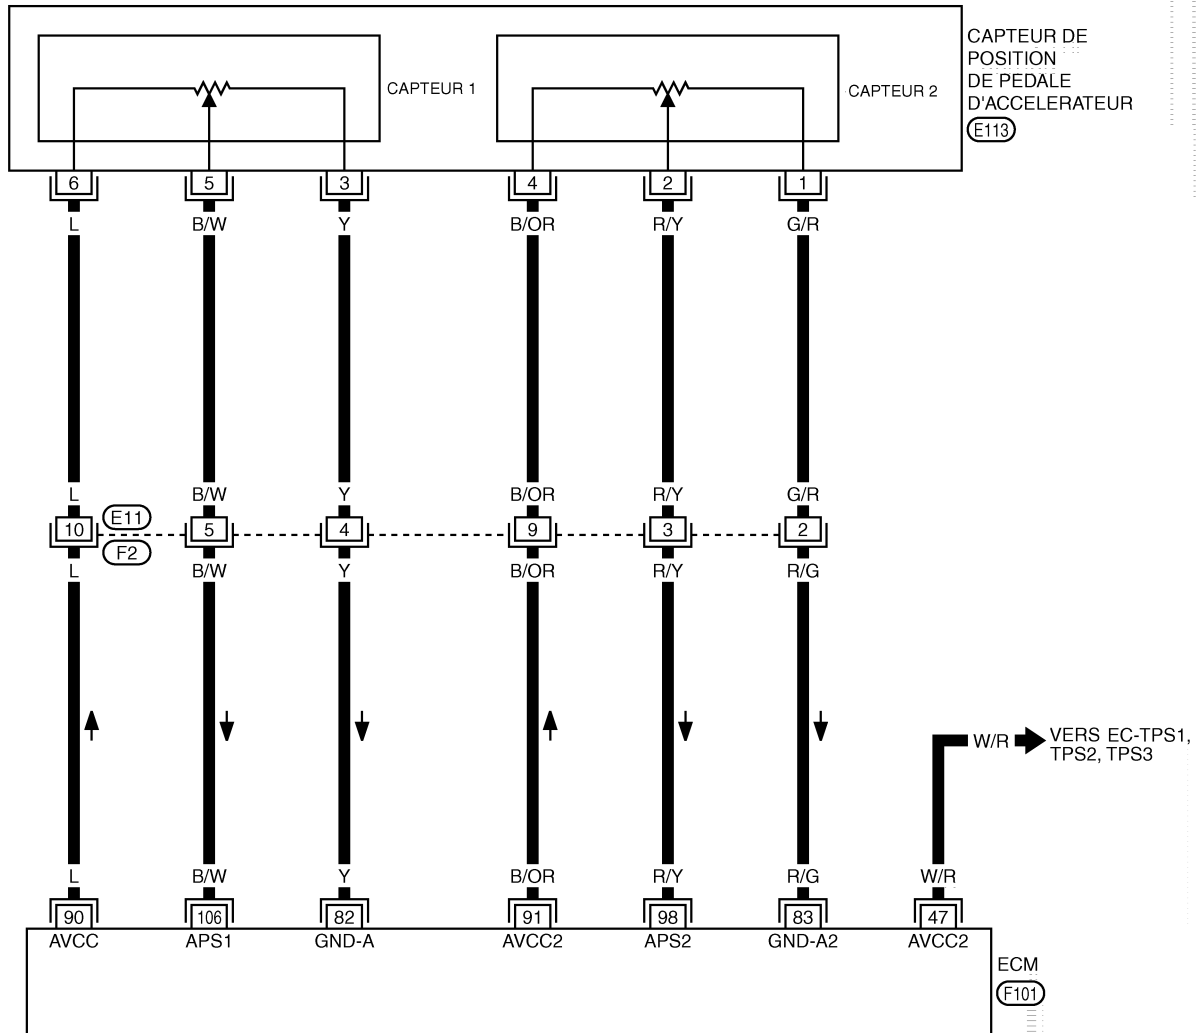 CAPTEUR DE
POSITION
DE PEDALE
D'ACCELERATEUR
E113
CAPTEUR 1
CAPTEUR 2
6 5 3 4 2 1
L B/W Y B/OR R/Y G/R
L B/W Y B/OR R/Y G/R
E11
10 5 4 9 3 2
F2
L B/W Y B/OR R/Y R/G
W/R
VERS EC-TPS1,
TPS2, TPS3
L B/W Y B/OR R/Y R/G W/R
90 106 82 91 98 83 47
AVCC APS1 GND-A AVCC2 APS2 GND-A2 AVCC2
ECM
F101